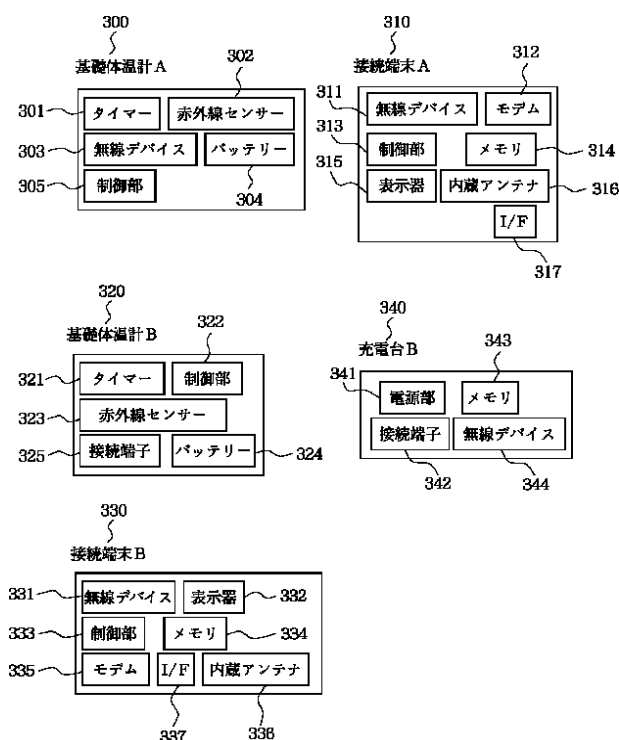 300
基礎体温計A
302
301
タイマー
赤外線センサー
303
無線デバイス
バッテリー
305
制御部
304
310
接続端末A
312
311
無線デバイス
モデム
313
制御部
メモリ
314
315
表示器
内蔵アンテナ
316
I/F
317
320
基礎体温計B
322
321
タイマー
制御部
323
赤外線センサー
325
接続端子
バッテリー
324
340
充電台B
343
341
電源部
メモリ
接続端子
無線デバイス
342
344
330
接続端末B
331
無線デバイス
表示器
332
333
制御部
メモリ
334
335
モデム
I/F
内蔵アンテナ
337
336